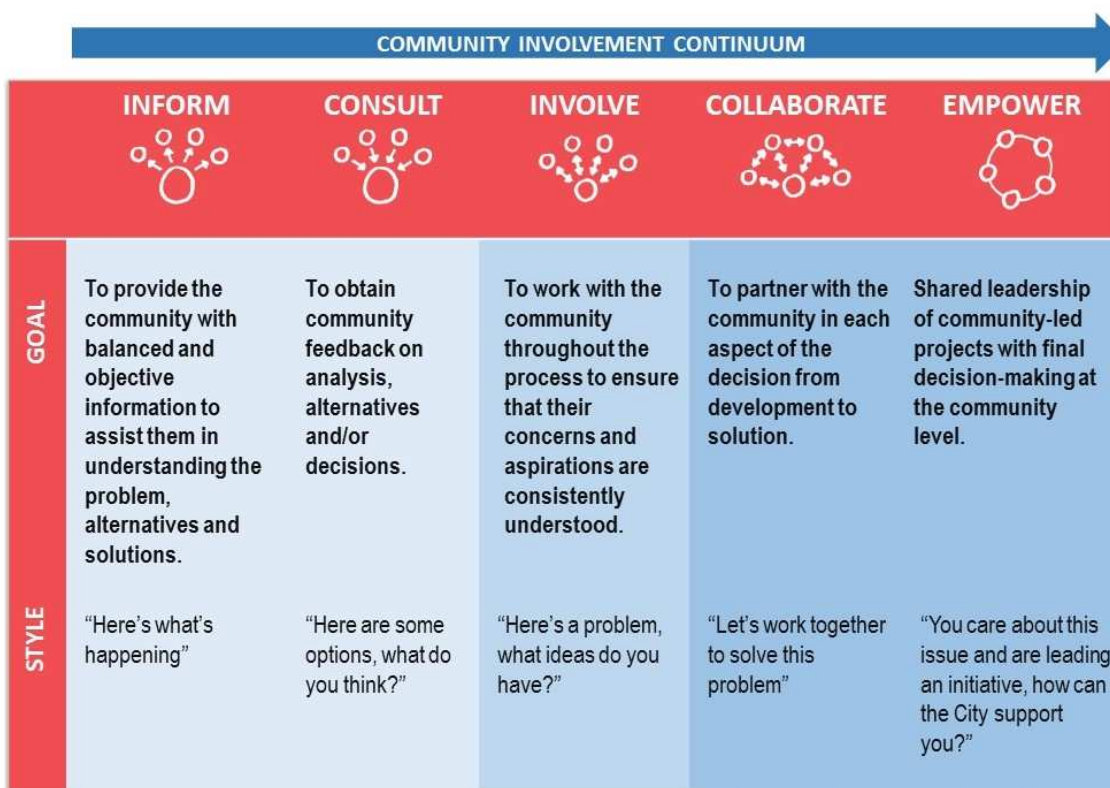 COMMUNITY INVOLVEMENT CONTINUUM
INFORM
CONSULT
INVOLVE
COLLABORATE
EMPOWER
GOAL
To provide the
community with
balanced and
objective
information to
assist them in
understanding the
problem,
alternatives and
solutions.
To obtain
community
feedback on
analysis,
alternatives
and/or
decisions.
To work with the
community
throughout the
process to ensure
that their
concerns and
aspirations are
consistently
understood.
To partner with the
community in each
aspect of the
decision from
development to
solution.
Shared leadership
of community-led
projects with final
decision-making at
the community
level.
STYLE
“Here’s what’s
happening”
“Here are some
options, what do
you think?”
“Here’s a problem,
what ideas do you
have?”
“Let’s work together
to solve this
problem”
“You care about this
issue and are leading
an initiative, how can
the City support
you?”